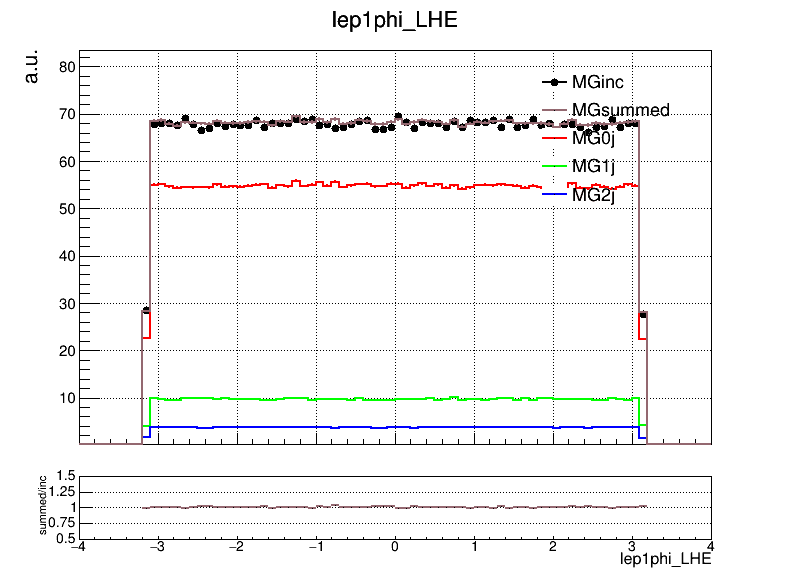 lep1phi_LHE
a.u.
80
70
60
50
40
30
20
10
MGinc
MGsummed
MG0j
MG1j
MG2j
summed/inc
1.5
1.25
1
0.75
0.5
−4 −3 −2 −1 0 1 2 3 4
lep1phi_LHE